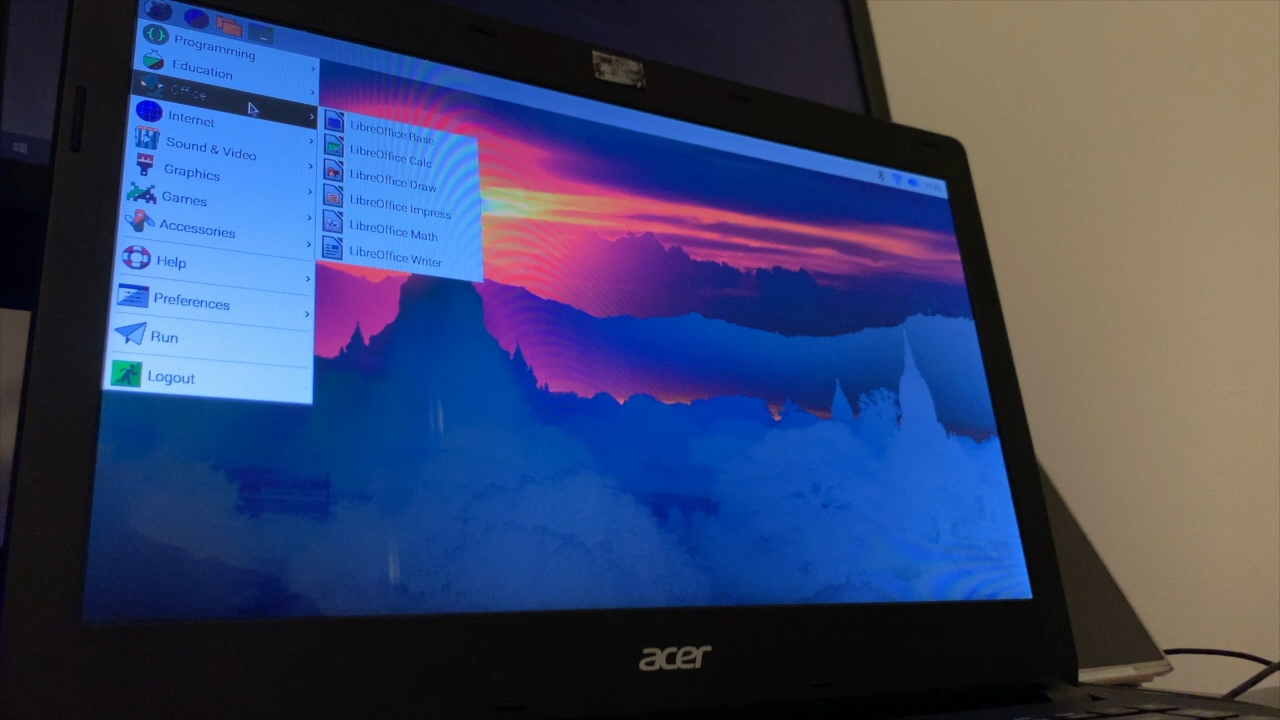 Programming
Education
Office
Internet
Sound & Video
Graphics
Games
Accessories
Help
Preferences
Run
Logout
LibreOffice Base
LibreOffice Calc
LibreOffice Draw
LibreOffice Impress
LibreOffice Math
LibreOffice Writer
acer